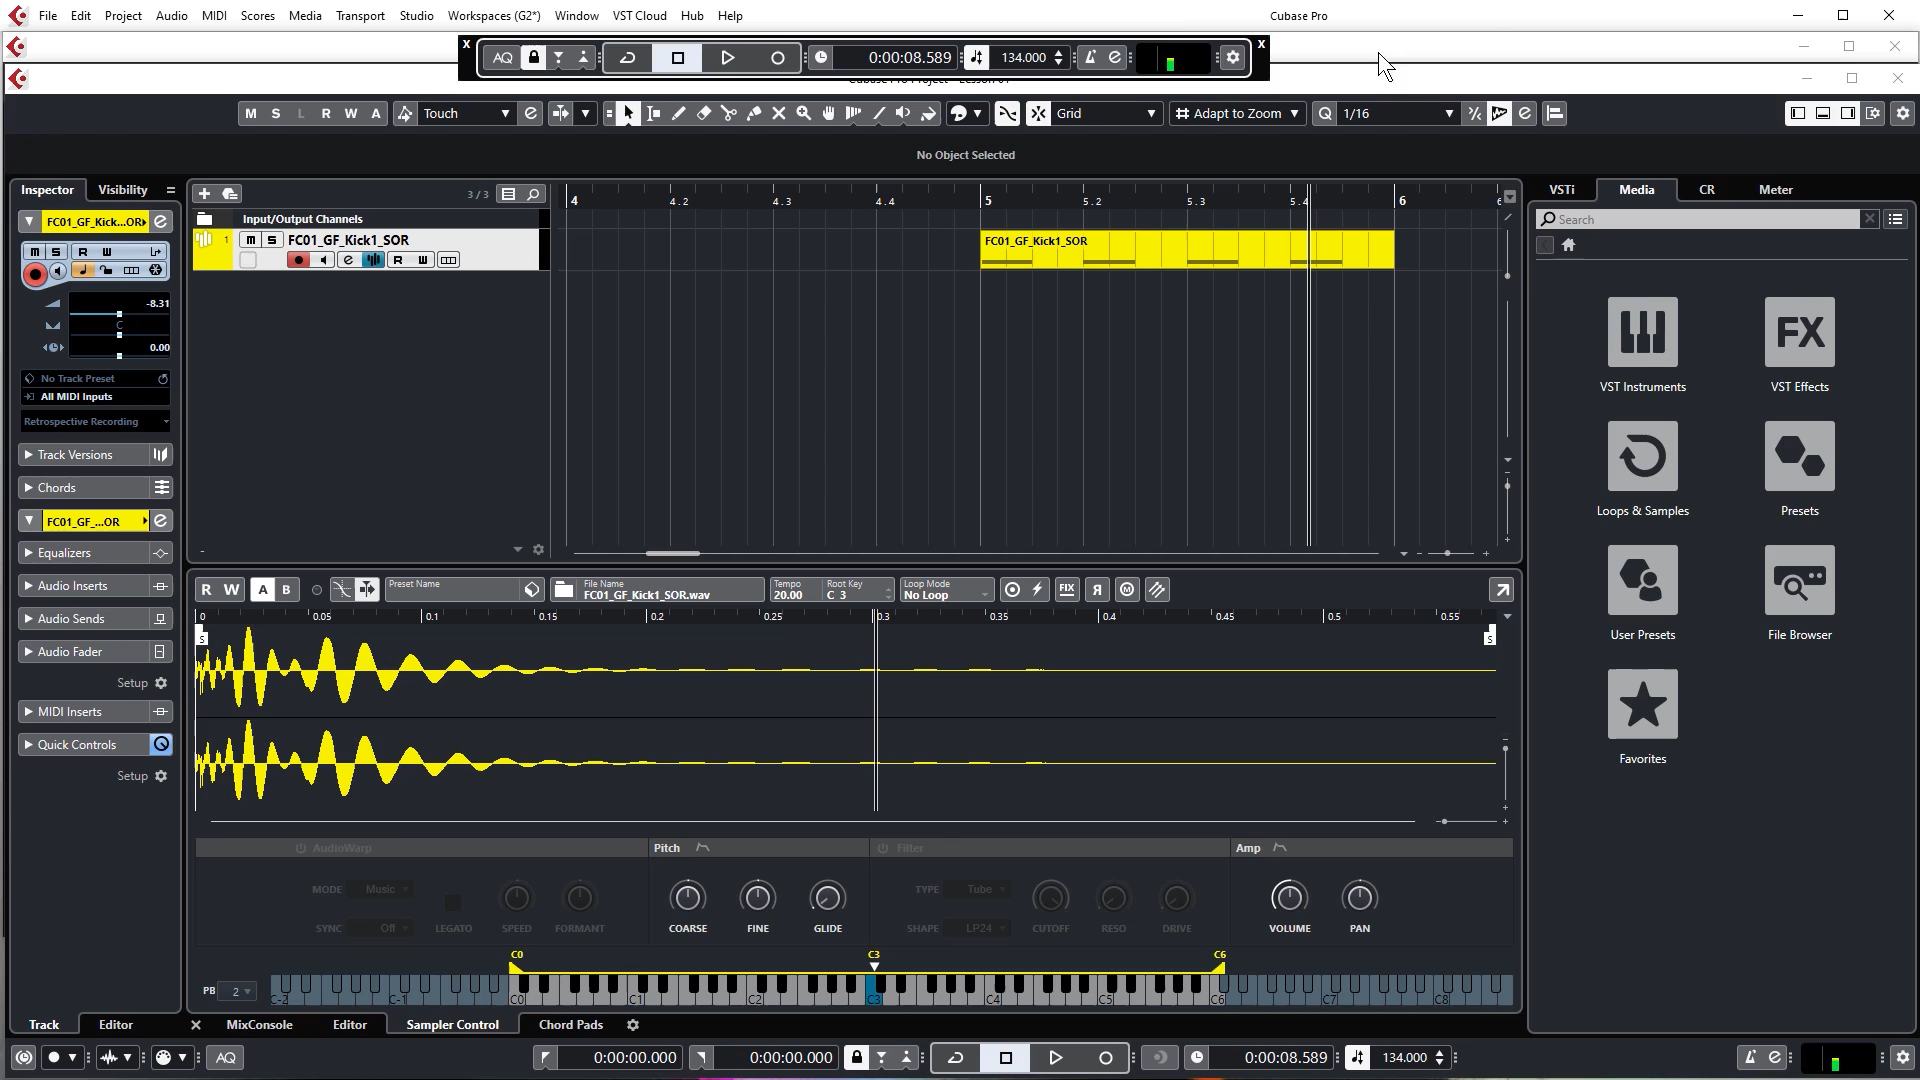 File Edit Project Audio MIDI Scores Media Transport Studio Workspaces (G2*) Window VST Cloud Hub Help Cubase Pro
X AQ 0:00:08.589 134.000 X
M S L R W A Touch Grid Adapt to Zoom 1/16
No Object Selected
Inspector Visibility 3 / 3 4 4.2 4.3 4.4 5 5.2 5.3 5.4 6 VSTi Media CR Meter
FC01_GF_Kick...OR Input/Output Channels Search
1 m S FC01_GF_Kick1_SOR FC01_GF_Kick1_SOR
m S R W
R W
-8.31
C
0.00
No Track Preset
All MIDI Inputs
Retrospective Recording
Track Versions
Chords
FC01_GF_...OR
Equalizers
Audio Inserts
Audio Sends
Audio Fader
Setup
MIDI Inserts
Quick Controls
Setup
VST Instruments FX VST Effects
Loops & Samples Presets
User Presets File Browser
Favorites
R W A B Preset Name File Name Tempo Root Key Loop Mode FIX
FC01_GF_Kick1_SOR.wav 20.00 C 3 No Loop
0 0.05 0.1 0.15 0.2 0.25 0.3 0.35 0.4 0.45 0.5 0.55
S S
AudioWarp Pitch Filter Amp
MODE Music TYPE Tube
SYNC Off LEGATO SPEED FORMANT COARSE FINE GLIDE SHAPE LP24 CUTOFF RESO DRIVE VOLUME PAN
C0 C3 C6
PB 2 C-2 C-1 C0 C1 C2 C3 C4 C5 C6 C7 C8
Track Editor MixConsole Editor Sampler Control Chord Pads
AQ 0:00:00.000 0:00:00.000 0:00:08.589 134.000